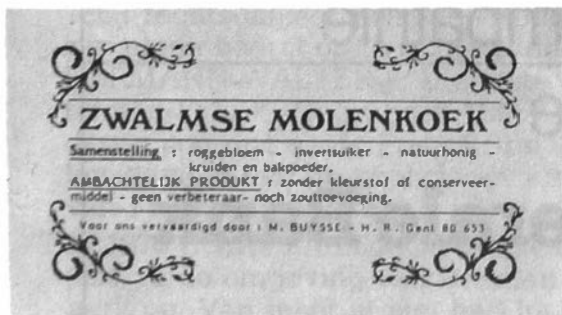 ZWALMSE MOLENKOEK
Samenstelling : roggebloem - invertsuiker - natuurhonig -
kruiden en bakpoeder.
AMBACHTELIJK PRODUKT : zonder kleurstof of conserveer-
middel - geen verbeteraar- noch zouttoevoeging.
Voor ons vervaardigd door : M. BUYSSE - H. R. Gent 80 653